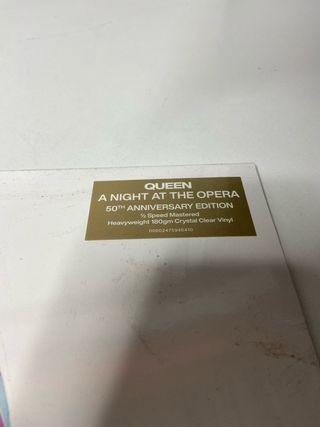 QUEEN
A NIGHT AT THE OPERA
50TH ANNIVERSARY EDITION
½ Speed Mastered
Heavyweight 180gm Crystal Clear Vinyl